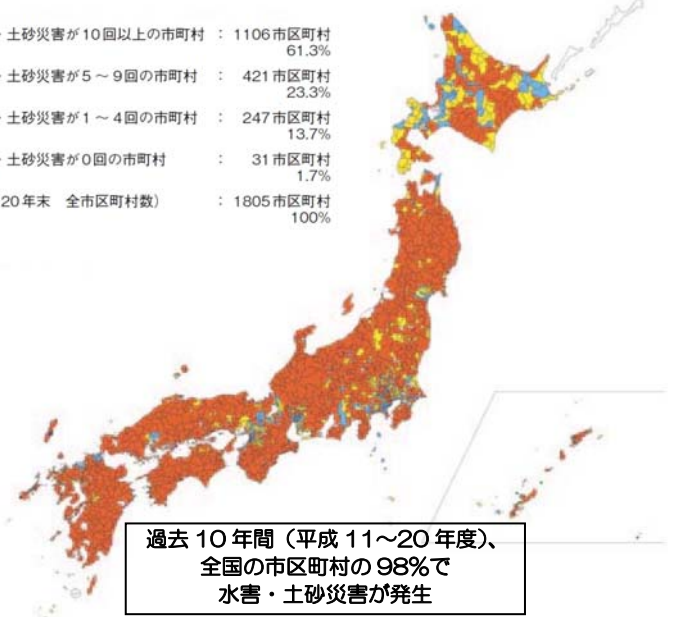 ・土砂災害が10回以上の市町村 : 1106市区町村
61.3%
・土砂災害が5～9回の市町村 : 421市区町村
23.3%
・土砂災害が1～4回の市町村 : 247市区町村
13.7%
・土砂災害が0回の市町村 : 31市区町村
1.7%
20年末 全市区町村数） : 1805市区町村
100%
過去10年間（平成11～20年度）、
全国の市区町村の98%で
水害・土砂災害が発生